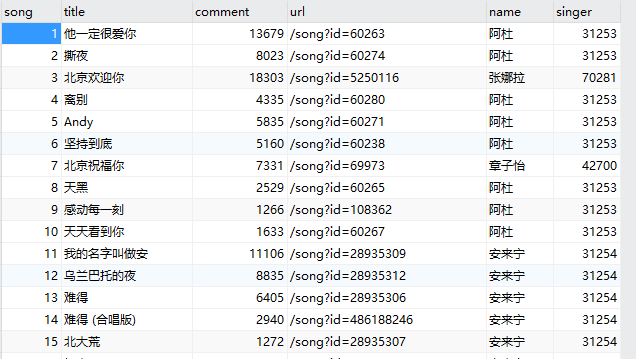 song title comment url name singer
1 他一定很爱你 13679 /song?id=60263 阿杜 31253
2 撕夜 8023 /song?id=60274 阿杜 31253
3 北京欢迎你 18303 /song?id=5250116 张娜拉 70281
4 离别 4335 /song?id=60280 阿杜 31253
5 Andy 5835 /song?id=60271 阿杜 31253
6 坚持到底 5160 /song?id=60238 阿杜 31253
7 北京祝福你 7331 /song?id=69973 章子怡 42700
8 天黑 2529 /song?id=60265 阿杜 31253
9 感动每一刻 1266 /song?id=108362 阿杜 31253
10 天天看到你 1633 /song?id=60267 阿杜 31253
11 我的名字叫做安 11106 /song?id=28935309 安来宁 31254
12 乌兰巴托的夜 8835 /song?id=28935312 安来宁 31254
13 难得 6405 /song?id=28935306 安来宁 31254
14 难得 (合唱版) 2940 /song?id=486188246 安来宁 31254
15 北大荒 1272 /song?id=28935307 安来宁 31254